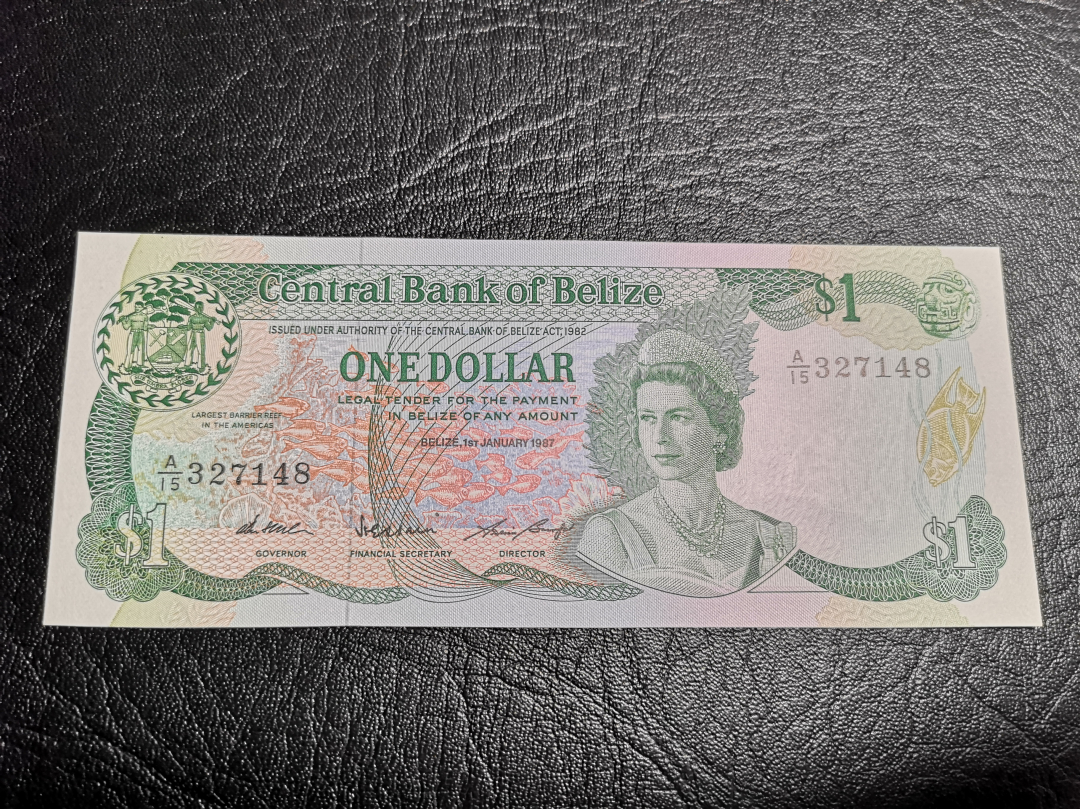 Central Bank of Belize
$1
ISSUED UNDER AUTHORITY OF THE CENTRAL BANK OF BELIZE ACT, 1982
ONE DOLLAR
A/15 327148
LEGAL TENDER FOR THE PAYMENT
IN BELIZE OF ANY AMOUNT
LARGEST BARRIER REEF
IN THE AMERICAS
BELIZE, 1ST JANUARY 1987
A/15 327148
$1
$1
GOVERNOR
FINANCIAL SECRETARY
DIRECTOR